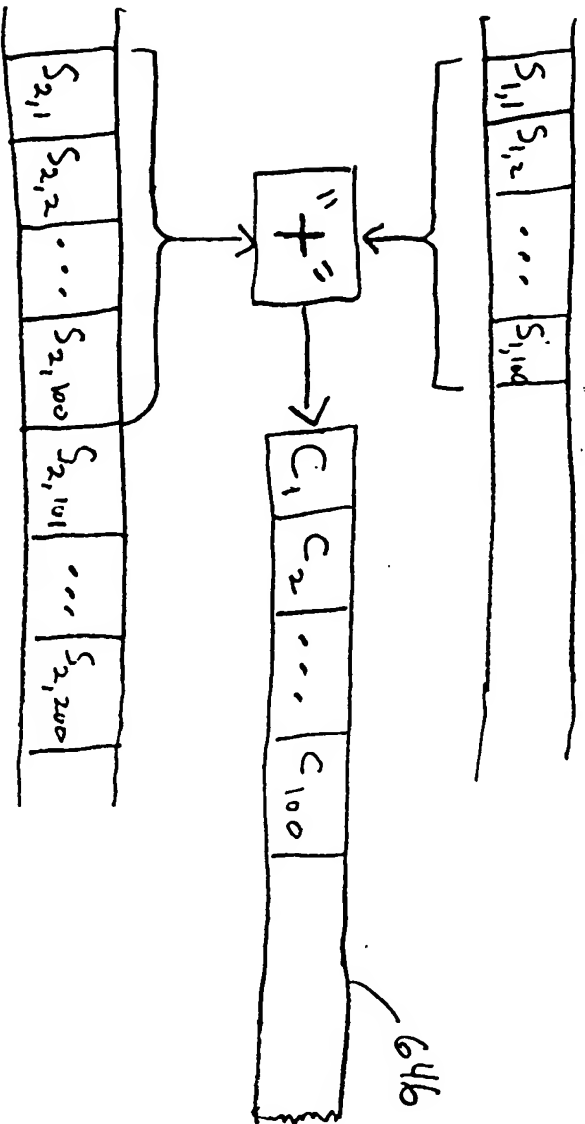 S1,1 S1,2 ... S1,100
646
"+" C1 C2 ... C100
S2,1 S2,2 ... S2,100 S2,101 ... S2,200